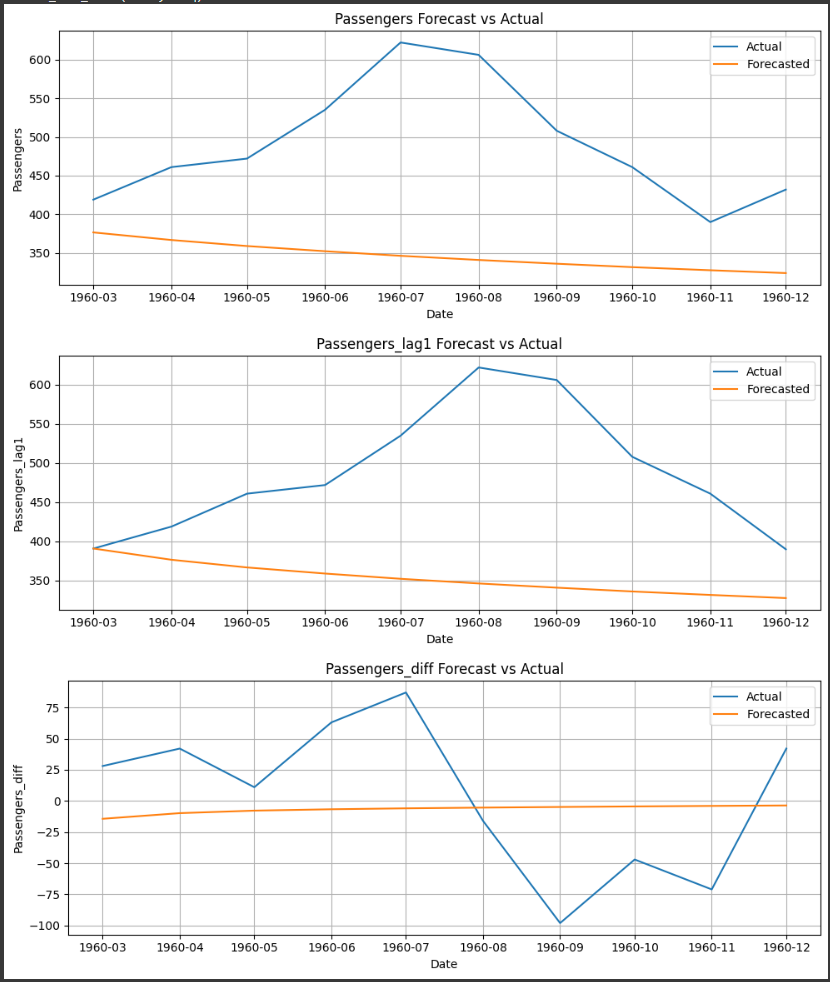 Passengers Forecast vs Actual
Actual
Forecasted
600
550
500
450
400
350
Passengers
1960-03 1960-04 1960-05 1960-06 1960-07 1960-08 1960-09 1960-10 1960-11 1960-12
Date
Passengers_lag1 Forecast vs Actual
Actual
Forecasted
600
550
500
450
400
350
Passengers_lag1
1960-03 1960-04 1960-05 1960-06 1960-07 1960-08 1960-09 1960-10 1960-11 1960-12
Date
Passengers_diff Forecast vs Actual
Actual
Forecasted
75
50
25
0
−25
−50
−75
−100
Passengers_diff
1960-03 1960-04 1960-05 1960-06 1960-07 1960-08 1960-09 1960-10 1960-11 1960-12
Date